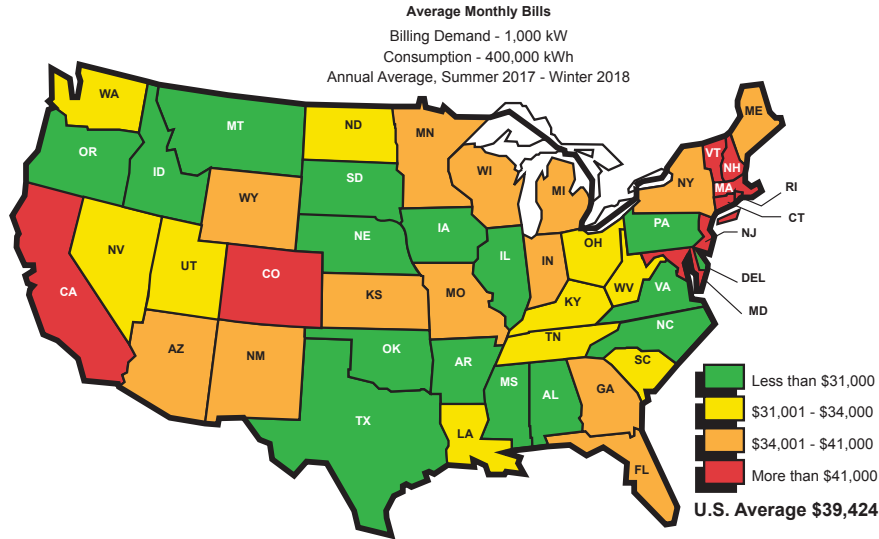 Average Monthly Bills
Billing Demand - 1,000 kW
Consumption - 400,000 kWh
Annual Average, Summer 2017 - Winter 2018
WA
MT
ND
MN
ME
OR
ID
SD
WI
MI
VT
NH
NY
MA
RI
WY
CT
NE
IA
PA
NJ
NV
UT
CO
IL
IN
OH
WV
VA
DEL
MD
CA
KS
MO
KY
NC
TN
AZ
NM
OK
AR
SC
MS
AL
GA
TX
LA
FL
Less than $31,000
$31,001 - $34,000
$34,001 - $41,000
More than $41,000
U.S. Average $39,424